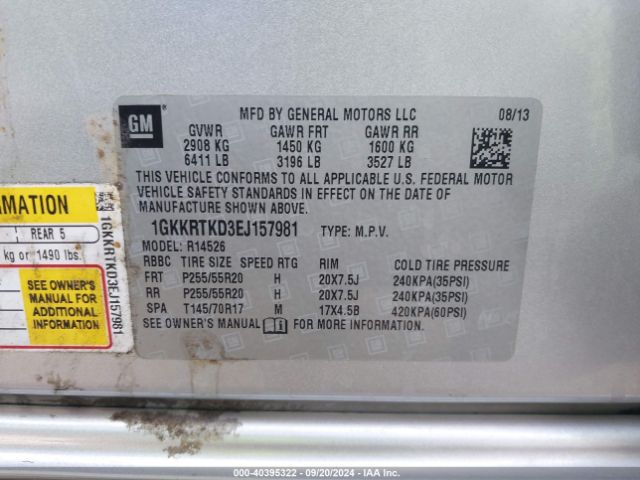 GM
®
MFD BY GENERAL MOTORS LLC 08/13
GVWR GAWR FRT GAWR RR
2908 KG 1450 KG 1600 KG
6411 LB 3196 LB 3527 LB
THIS VEHICLE CONFORMS TO ALL APPLICABLE U.S. FEDERAL MOTOR
VEHICLE SAFETY STANDARDS IN EFFECT ON THE DATE OF
MANUFACTURE SHOWN ABOVE.
1GKKRTKD3EJ157981 TYPE: M.P.V.
MODEL: R14526
RBBC TIRE SIZE SPEED RTG RIM COLD TIRE PRESSURE
FRT P255/55R20 H 20X7.5J 240KPA(35PSI)
RR P255/55R20 H 20X7.5J 240KPA(35PSI)
SPA T145/70R17 M 17X4.5B 420KPA(60PSI)
SEE OWNER'S MANUAL FOR MORE INFORMATION.
RMATION
REAR 5
kg or 1490 lbs.
SEE OWNER'S
MANUAL FOR
ADDITIONAL
INFORMATION
1GKKRTKD3EJ157981
© - 40395322 - 09/20/2024 - IAAI.COM